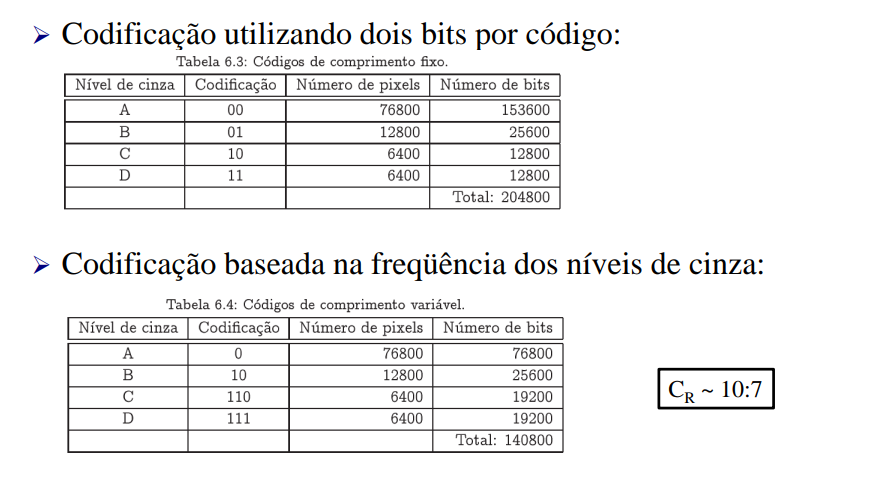 ➢ Codificação utilizando dois bits por código:
Tabela 6.3: Códigos de comprimento fixo.
Nível de cinza Codificação Número de pixels Número de bits
A 00 76800 153600
B 01 12800 25600
C 10 6400 12800
D 11 6400 12800
Total: 204800
➢ Codificação baseada na freqüência dos níveis de cinza:
Tabela 6.4: Códigos de comprimento variável.
Nível de cinza Codificação Número de pixels Número de bits
A 0 76800 76800
B 10 12800 25600
C 110 6400 19200
D 111 6400 19200
Total: 140800
C_R ~ 10:7